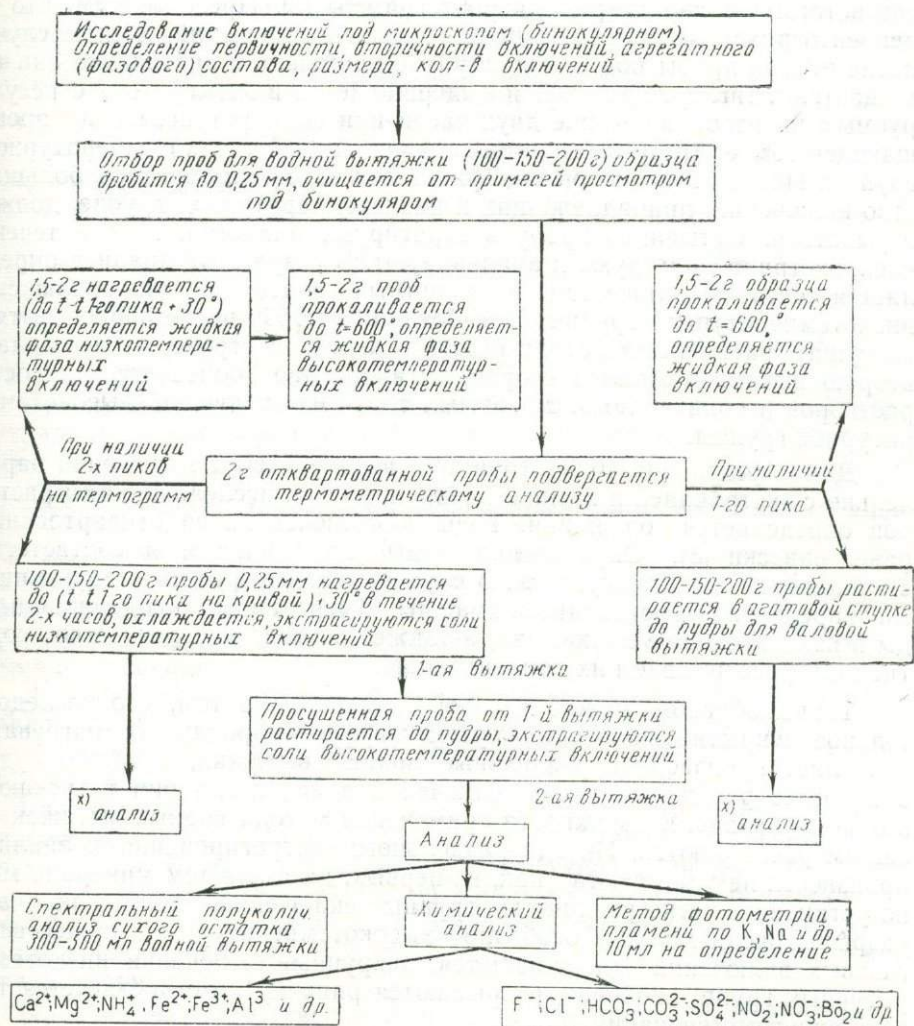 Исследование включений под микроскопом (бинокулярном).
Определение первичности, вторичности включений, агрегатного
(фазового) состава, размера, кол-в включений
Отбор проб для водной вытяжки (100-150-200г) образца
дробится до 0,25 мм, очищается от примесей просмотром
под бинокуляром
1,5-2г нагревается
(до t-t 1го пика + 30°)
определяется жидкая
фаза низкотемпера-
турных
включений
1,5-2г проб
прокаливается
до t=600°, определяет-
ся жидкая фаза
высокотемператур-
ных включений
1,5-2г образца
прокаливается
до t=600°,
определяется
жидкая фаза
включений
При наличии
2-х пиков
на термограмм
2г отквартованной пробы подвергается
термометрическому анализу
При наличии
1-го пика
100-150-200г пробы 0,25мм нагревается
до (t t 1го пика на кривой)+30° в течение
2-х часов, охлаждается, экстрагируются соли
низкотемпературных включений
100-150-200г пробы расти-
рается в агатовой ступке
до пудры для валовой
вытяжки
1-ая вытяжка
Просушенная проба от 1-й вытяжки
растирается до пудры, экстрагируются
соли высокотемпературных включений
2-ая вытяжка
x) анализ
x) анализ
Анализ
Спектральный полуколич.
анализ сухого остатка
300-500 мл водной вытяжки
Химический
анализ
Метод фотометрии
пламени по K, Na и др.
10мл на определение
Ca²⁺; Mg²⁺; NH₄⁺, Fe²⁺; Fe³⁺; Al³ и др.
F⁻; Cl⁻; HCO₃⁻; CO₃²⁻; SO₄²⁻; NO₂⁻; NO₃⁻; BO₂⁻ и др.